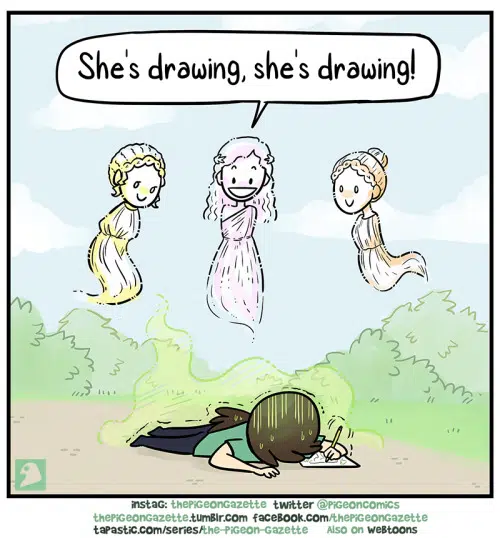 She's drawing, she's drawing!
instag: thepigeongazette twitter @pigeoncomics
thepigeongazette.tumblr.com facebook.com/thepigeongazette
tapastic.com/series/the-pigeon-gazette Also on webtoons